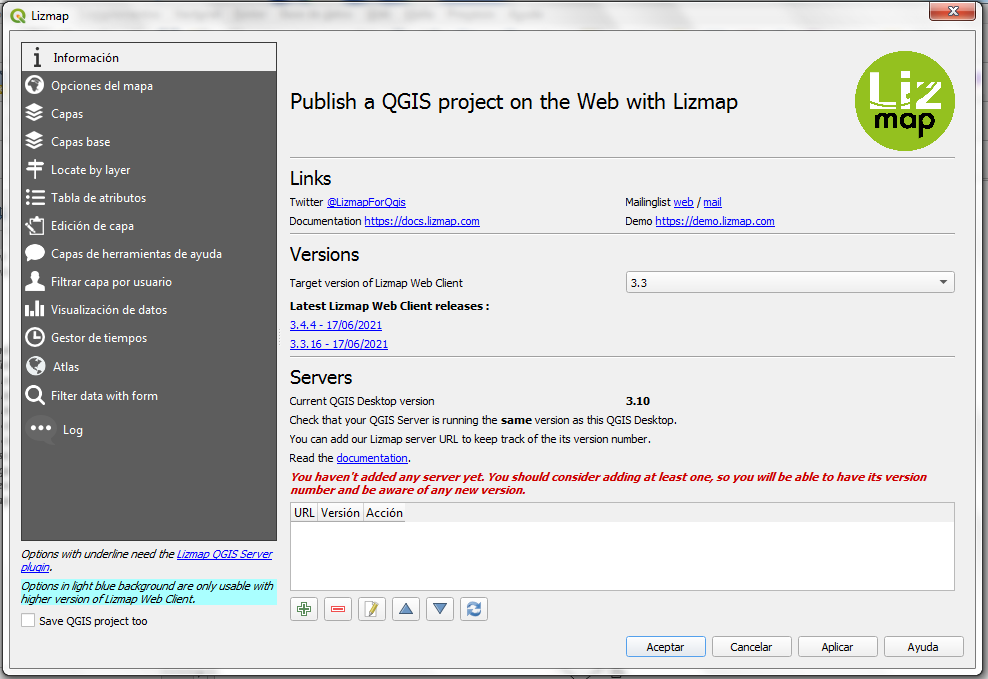 Lizmap
Información
Opciones del mapa
Capas
Capas base
Locate by layer
Tabla de atributos
Edición de capa
Capas de herramientas de ayuda
Filtrar capa por usuario
Visualización de datos
Gestor de tiempos
Atlas
Filter data with form
Log
Options with underline need the Lizmap QGIS Server
plugin.
Options in light blue background are only usable with
higher version of Lizmap Web Client.
Save QGIS project too
Publish a QGIS project on the Web with Lizmap
Liz
map
Links
Twitter @LizmapForQgis
Mailinglist web / mail
Documentation https://docs.lizmap.com
Demo https://demo.lizmap.com
Versions
Target version of Lizmap Web Client
3.3
Latest Lizmap Web Client releases :
3.4.4 - 17/06/2021
3.3.16 - 17/06/2021
Servers
Current QGIS Desktop version
3.10
Check that your QGIS Server is running the same version as this QGIS Desktop.
You can add our Lizmap server URL to keep track of the its version number.
Read the documentation.
You haven't added any server yet. You should consider adding at least one, so you will be able to have its version
number and be aware of any new version.
URL Versión Acción
Aceptar Cancelar Aplicar Ayuda